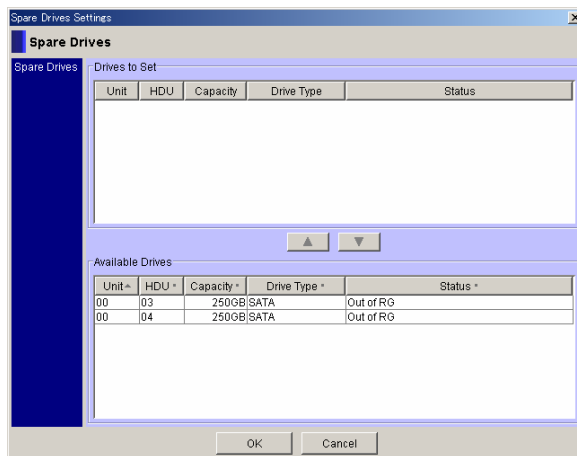 Spare Drives Settings
Spare Drives
Spare Drives
Drives to Set
Unit HDU Capacity Drive Type Status
Available Drives
Unit HDU Capacity Drive Type Status
00 03 250GB SATA Out of RG
00 04 250GB SATA Out of RG
OK Cancel